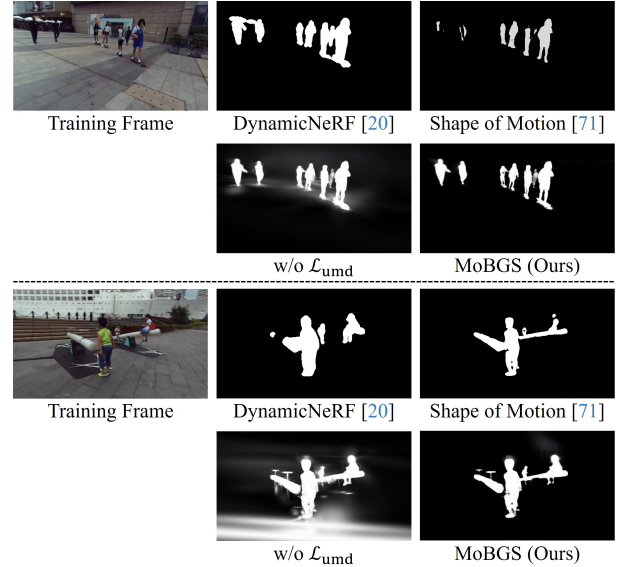 Training Frame
DynamicNeRF [20]
Shape of Motion [71]
w/o ℒumd
MoBGS (Ours)
Training Frame
DynamicNeRF [20]
Shape of Motion [71]
w/o ℒumd
MoBGS (Ours)